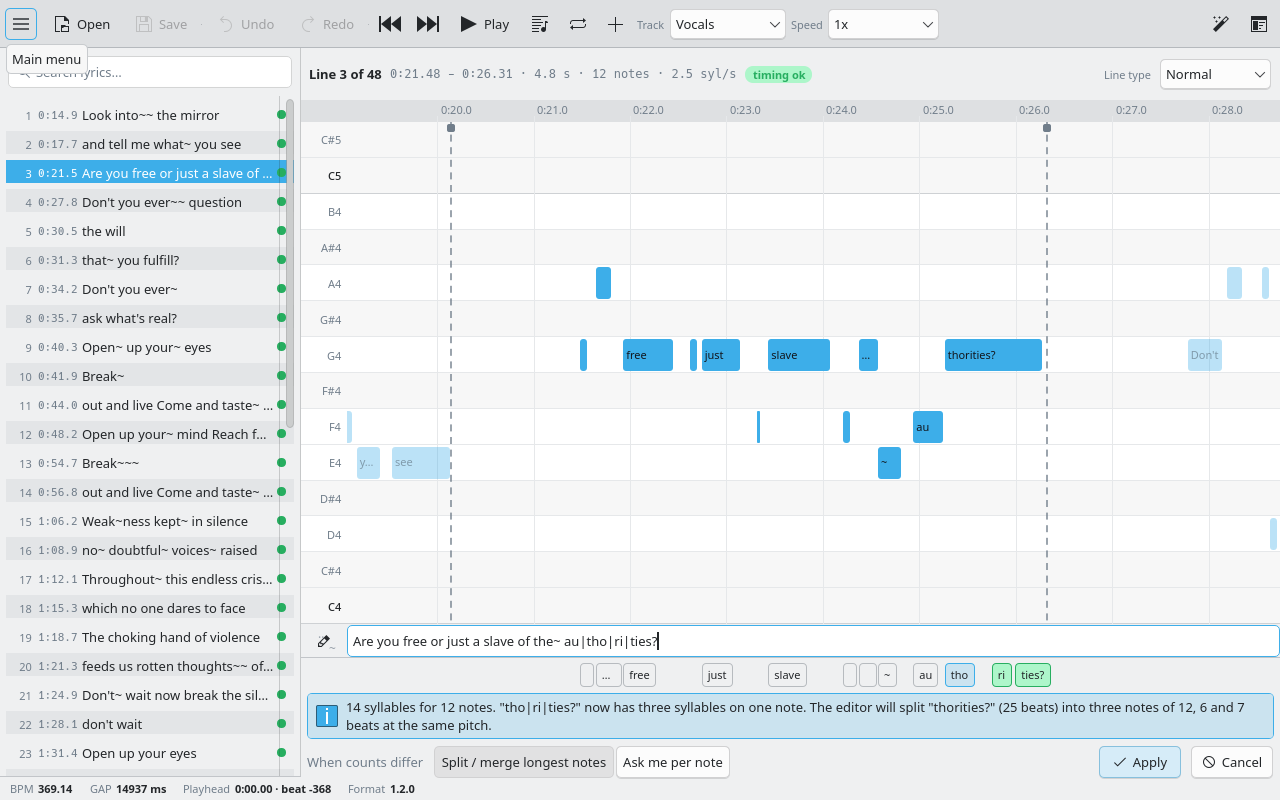 Open
Save
Undo
Redo
Play
Track
Vocals
Speed
1x
Main menu
Search lyrics...
Line 3 of 48
0:21.48 – 0:26.31 · 4.8 s · 12 notes · 2.5 syl/s
timing ok
Line type
Normal
0:20.0 0:21.0 0:22.0 0:23.0 0:24.0 0:25.0 0:26.0 0:27.0 0:28.0
1 0:14.9 Look into~~ the mirror
2 0:17.7 and tell me what~ you see
3 0:21.5 Are you free or just a slave of ...
4 0:27.8 Don't you ever~~ question
5 0:30.5 the will
6 0:31.3 that~ you fulfill?
7 0:34.2 Don't you ever~
8 0:35.7 ask what's real?
9 0:40.3 Open~ up your~ eyes
10 0:41.9 Break~
11 0:44.0 out and live Come and taste~ ...
12 0:48.2 Open up your~ mind Reach f...
13 0:54.7 Break~~~
14 0:56.8 out and live Come and taste~ ...
15 1:06.2 Weak~ness kept~ in silence
16 1:08.9 no~ doubtful~ voices~ raised
17 1:12.1 Throughout~ this endless cris...
18 1:15.3 which no one dares to face
19 1:18.7 The choking hand of violence
20 1:21.3 feeds us rotten thoughts~~ of...
21 1:24.9 Don't~ wait now break the sil...
22 1:28.1 don't wait
23 1:31.4 Open up your eyes
C#5
C5
B4
A#4
A4
G#4
G4 free just slave ... thorities? Don't
F#4
F4 au
E4 y... see ~
D#4
D4
C#4
C4
Are you free or just a slave of the~ au|tho|ri|ties?
... free just slave ~ au tho ri ties?
14 syllables for 12 notes. "tho|ri|ties?" now has three syllables on one note. The editor will split "thorities?" (25 beats) into three notes of 12, 6 and 7
beats at the same pitch.
When counts differ
Split / merge longest notes
Ask me per note
Apply
Cancel
BPM 369.14 GAP 14937 ms Playhead 0:00.00 · beat -368 Format 1.2.0